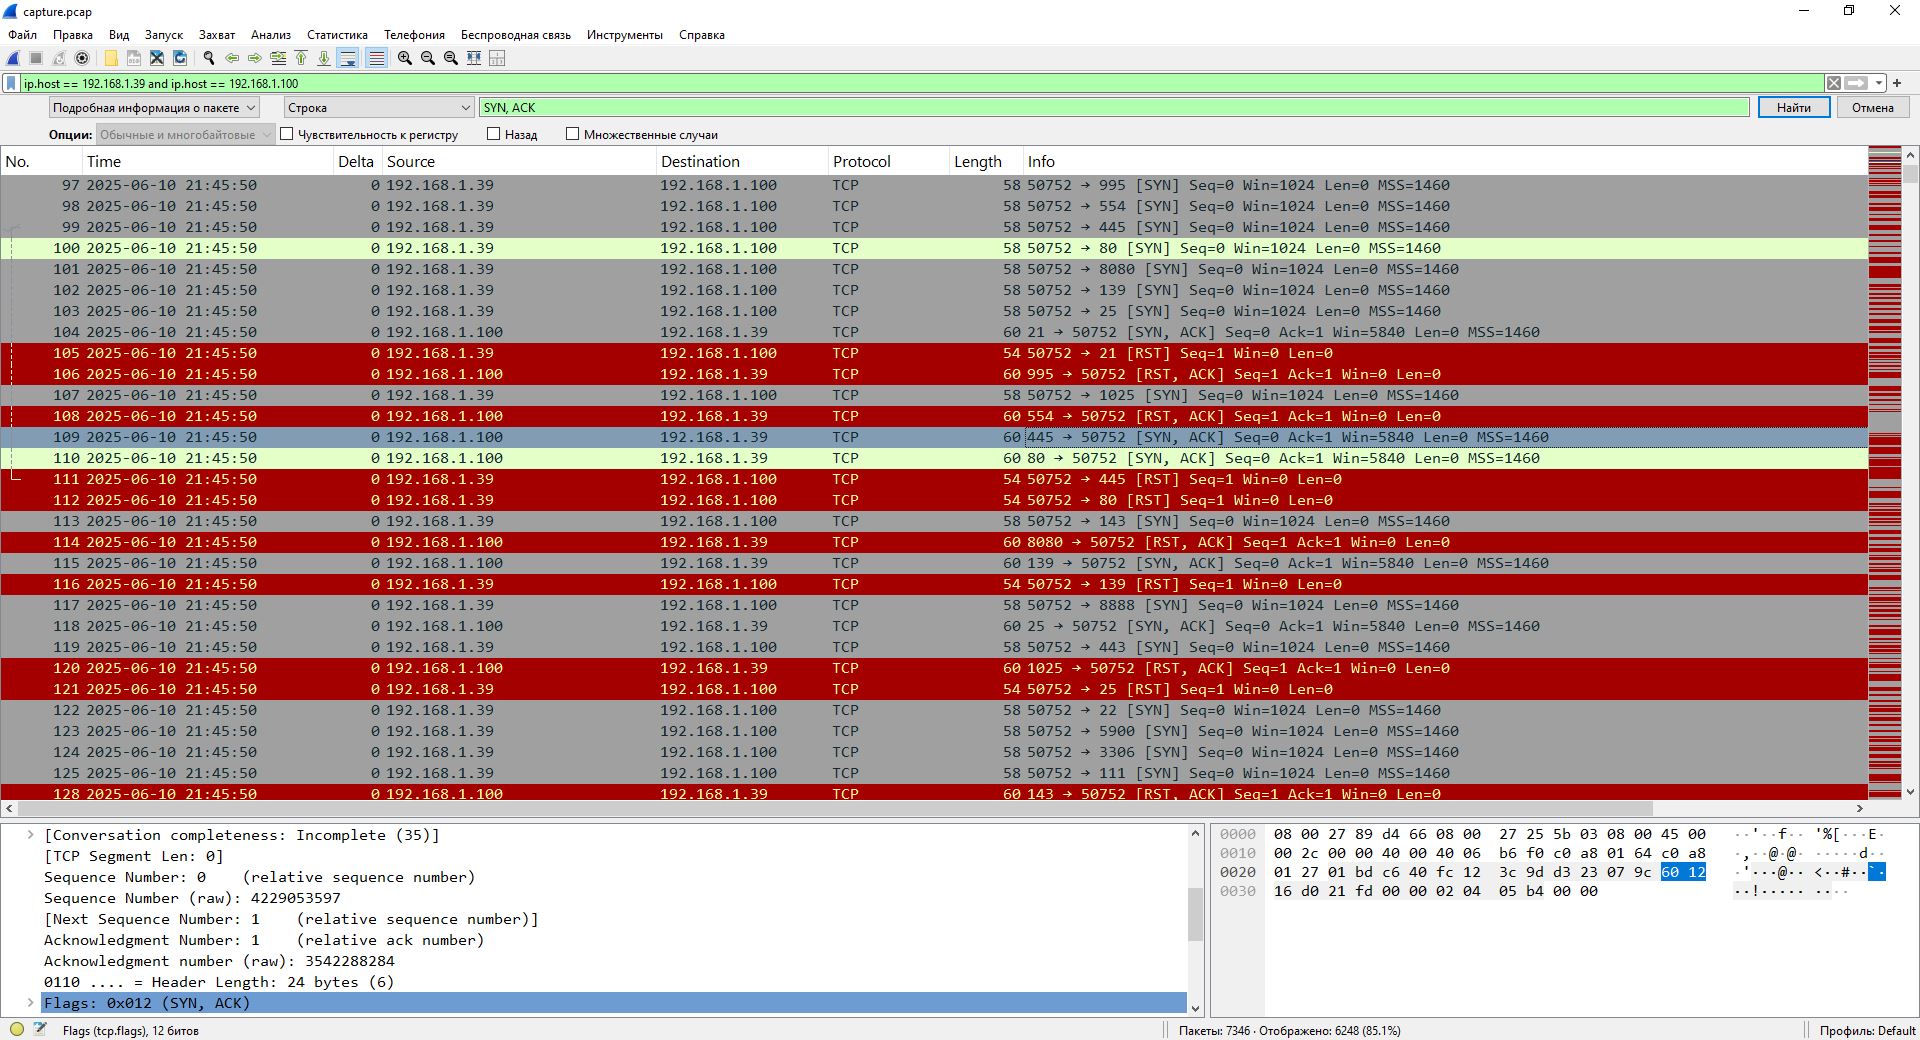 capture.pcap
Файл Правка Вид Запуск Захват Анализ Статистика Телефония Беспроводная связь Инструменты Справка
ip.host == 192.168.1.39 and ip.host == 192.168.1.100
Подробная информация о пакете Строка SYN, ACK Найти Отмена
Опции: Обычные и многобайтовые Чувствительность к регистру Назад Множественные случаи
No. Time Delta Source Destination Protocol Length Info
97 2025-06-10 21:45:50 0 192.168.1.39 192.168.1.100 TCP 58 50752 → 995 [SYN] Seq=0 Win=1024 Len=0 MSS=1460
98 2025-06-10 21:45:50 0 192.168.1.39 192.168.1.100 TCP 58 50752 → 554 [SYN] Seq=0 Win=1024 Len=0 MSS=1460
99 2025-06-10 21:45:50 0 192.168.1.39 192.168.1.100 TCP 58 50752 → 445 [SYN] Seq=0 Win=1024 Len=0 MSS=1460
100 2025-06-10 21:45:50 0 192.168.1.39 192.168.1.100 TCP 58 50752 → 80 [SYN] Seq=0 Win=1024 Len=0 MSS=1460
101 2025-06-10 21:45:50 0 192.168.1.39 192.168.1.100 TCP 58 50752 → 8080 [SYN] Seq=0 Win=1024 Len=0 MSS=1460
102 2025-06-10 21:45:50 0 192.168.1.39 192.168.1.100 TCP 58 50752 → 139 [SYN] Seq=0 Win=1024 Len=0 MSS=1460
103 2025-06-10 21:45:50 0 192.168.1.39 192.168.1.100 TCP 58 50752 → 25 [SYN] Seq=0 Win=1024 Len=0 MSS=1460
104 2025-06-10 21:45:50 0 192.168.1.100 192.168.1.39 TCP 60 21 → 50752 [SYN, ACK] Seq=0 Ack=1 Win=5840 Len=0 MSS=1460
105 2025-06-10 21:45:50 0 192.168.1.39 192.168.1.100 TCP 54 50752 → 21 [RST] Seq=1 Win=0 Len=0
106 2025-06-10 21:45:50 0 192.168.1.100 192.168.1.39 TCP 60 995 → 50752 [RST, ACK] Seq=1 Ack=1 Win=0 Len=0
107 2025-06-10 21:45:50 0 192.168.1.39 192.168.1.100 TCP 58 50752 → 1025 [SYN] Seq=0 Win=1024 Len=0 MSS=1460
108 2025-06-10 21:45:50 0 192.168.1.100 192.168.1.39 TCP 60 554 → 50752 [RST, ACK] Seq=1 Ack=1 Win=0 Len=0
109 2025-06-10 21:45:50 0 192.168.1.100 192.168.1.39 TCP 60 445 → 50752 [SYN, ACK] Seq=0 Ack=1 Win=5840 Len=0 MSS=1460
110 2025-06-10 21:45:50 0 192.168.1.100 192.168.1.39 TCP 60 80 → 50752 [SYN, ACK] Seq=0 Ack=1 Win=5840 Len=0 MSS=1460
111 2025-06-10 21:45:50 0 192.168.1.39 192.168.1.100 TCP 54 50752 → 445 [RST] Seq=1 Win=0 Len=0
112 2025-06-10 21:45:50 0 192.168.1.39 192.168.1.100 TCP 54 50752 → 80 [RST] Seq=1 Win=0 Len=0
113 2025-06-10 21:45:50 0 192.168.1.39 192.168.1.100 TCP 58 50752 → 143 [SYN] Seq=0 Win=1024 Len=0 MSS=1460
114 2025-06-10 21:45:50 0 192.168.1.100 192.168.1.39 TCP 60 8080 → 50752 [RST, ACK] Seq=1 Ack=1 Win=0 Len=0
115 2025-06-10 21:45:50 0 192.168.1.100 192.168.1.39 TCP 60 139 → 50752 [SYN, ACK] Seq=0 Ack=1 Win=5840 Len=0 MSS=1460
116 2025-06-10 21:45:50 0 192.168.1.39 192.168.1.100 TCP 54 50752 → 139 [RST] Seq=1 Win=0 Len=0
117 2025-06-10 21:45:50 0 192.168.1.39 192.168.1.100 TCP 58 50752 → 8888 [SYN] Seq=0 Win=1024 Len=0 MSS=1460
118 2025-06-10 21:45:50 0 192.168.1.100 192.168.1.39 TCP 60 25 → 50752 [SYN, ACK] Seq=0 Ack=1 Win=5840 Len=0 MSS=1460
119 2025-06-10 21:45:50 0 192.168.1.39 192.168.1.100 TCP 58 50752 → 443 [SYN] Seq=0 Win=1024 Len=0 MSS=1460
120 2025-06-10 21:45:50 0 192.168.1.100 192.168.1.39 TCP 60 1025 → 50752 [RST, ACK] Seq=1 Ack=1 Win=0 Len=0
121 2025-06-10 21:45:50 0 192.168.1.39 192.168.1.100 TCP 54 50752 → 25 [RST] Seq=1 Win=0 Len=0
122 2025-06-10 21:45:50 0 192.168.1.39 192.168.1.100 TCP 58 50752 → 22 [SYN] Seq=0 Win=1024 Len=0 MSS=1460
123 2025-06-10 21:45:50 0 192.168.1.39 192.168.1.100 TCP 58 50752 → 5900 [SYN] Seq=0 Win=1024 Len=0 MSS=1460
124 2025-06-10 21:45:50 0 192.168.1.39 192.168.1.100 TCP 58 50752 → 3306 [SYN] Seq=0 Win=1024 Len=0 MSS=1460
125 2025-06-10 21:45:50 0 192.168.1.39 192.168.1.100 TCP 58 50752 → 111 [SYN] Seq=0 Win=1024 Len=0 MSS=1460
128 2025-06-10 21:45:50 0 192.168.1.100 192.168.1.39 TCP 60 143 → 50752 [RST, ACK] Seq=1 Ack=1 Win=0 Len=0
[Conversation completeness: Incomplete (35)]
[TCP Segment Len: 0]
Sequence Number: 0 (relative sequence number)
Sequence Number (raw): 4229053597
[Next Sequence Number: 1 (relative sequence number)]
Acknowledgment Number: 1 (relative ack number)
Acknowledgment number (raw): 3542288284
0110 .... = Header Length: 24 bytes (6)
Flags: 0x012 (SYN, ACK)
0000 08 00 27 89 d4 66 08 00 27 25 5b 03 08 00 45 00 ··'··f·· '%[···E·
0010 00 2c 00 00 40 00 40 06 b6 f0 c0 a8 01 64 c0 a8 ·,··@·@· ·····d··
0020 01 27 01 bd c6 40 fc 12 3c 9d d3 23 07 9c 60 12 ·'···@·· <··#··`·
0030 16 d0 21 fd 00 00 02 04 05 b4 00 00 ··!····· ····
Flags (tcp.flags), 12 битов
Пакеты: 7346 · Отображено: 6248 (85.1%)
Профиль: Default